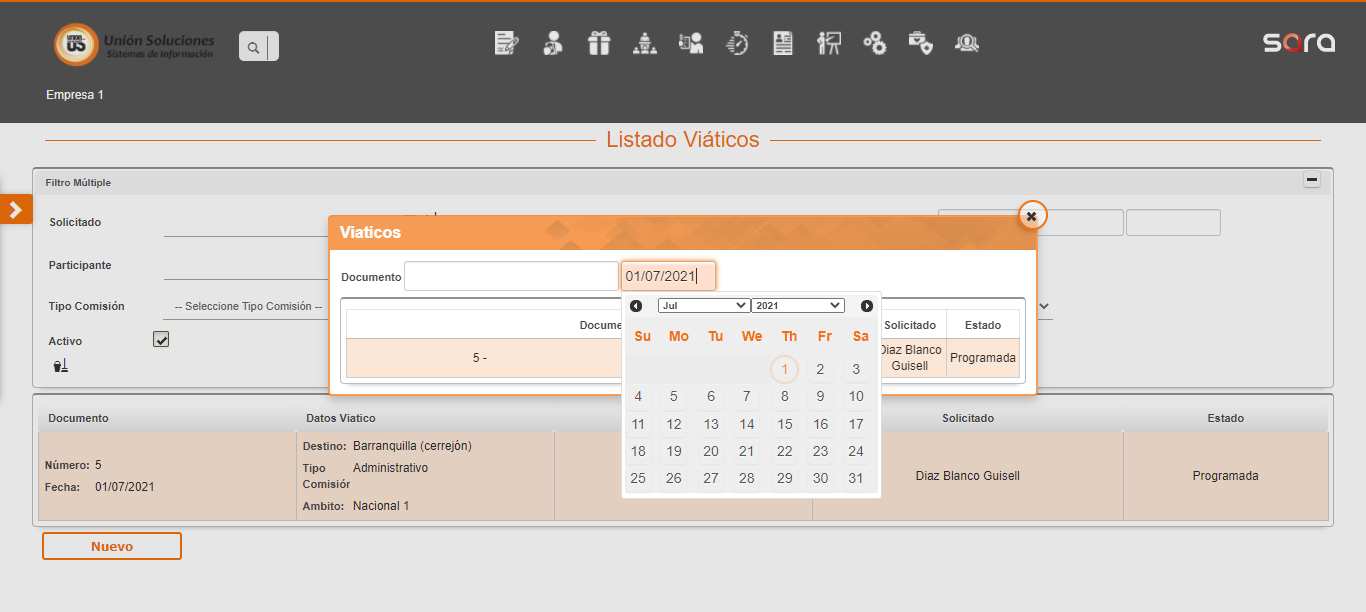 UNION
US
Unión Soluciones
Sistemas de Información
sara
Empresa 1
Listado Viáticos
Filtro Múltiple
Solicitado
Participante
Tipo Comisión
-- Seleccione Tipo Comisión --
Activo
Viaticos
Documento
01/07/2021
Docume
Solicitado
Estado
5 -
Diaz Blanco
Guisell
Programada
Jul
2021
Su Mo Tu We Th Fr Sa
1 2 3
4 5 6 7 8 9 10
11 12 13 14 15 16 17
18 19 20 21 22 23 24
25 26 27 28 29 30 31
Documento
Datos Viatico
Solicitado
Estado
Número: 5
Fecha: 01/07/2021
Destino: Barranquilla (cerrejón)
Tipo Administrativo
Comisiór
Ambito: Nacional 1
Diaz Blanco Guisell
Programada
Nuevo